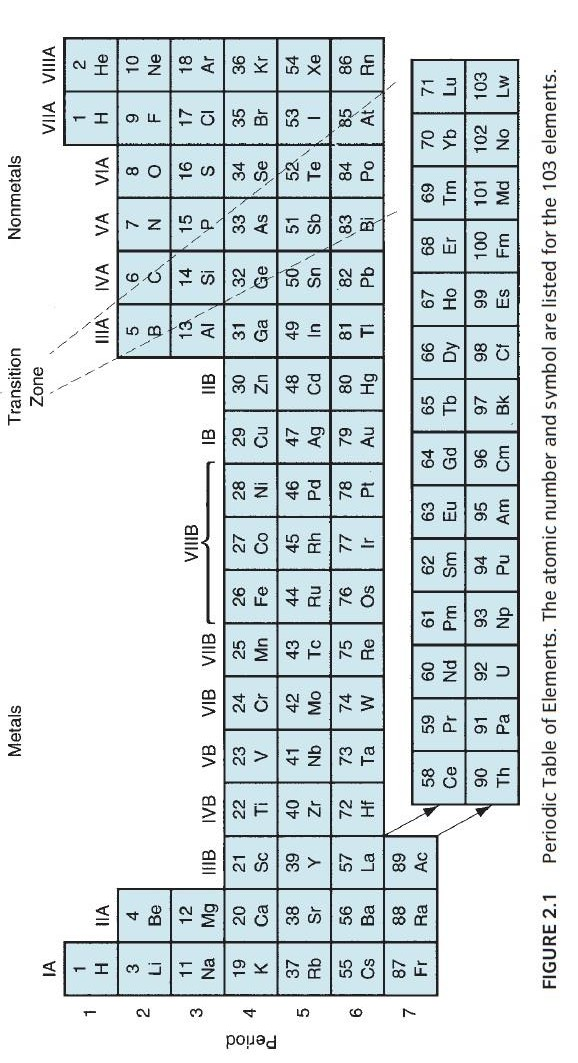 Metals Transition Nonmetals
Zone
IA VIIA VIIIA
1 1 H 1 H 2 He
IIA IIIA IVA VA VIA
2 3 Li 4 Be 5 B 6 C 7 N 8 O 9 F 10 Ne
3 11 Na 12 Mg 13 Al 14 Si 15 P 16 S 17 Cl 18 Ar
IIIB IVB VB VIB VIIB VIIIB IB IIB
4 19 K 20 Ca 21 Sc 22 Ti 23 V 24 Cr 25 Mn 26 Fe 27 Co 28 Ni 29 Cu 30 Zn 31 Ga 32 Ge 33 As 34 Se 35 Br 36 Kr
5 37 Rb 38 Sr 39 Y 40 Zr 41 Nb 42 Mo 43 Tc 44 Ru 45 Rh 46 Pd 47 Ag 48 Cd 49 In 50 Sn 51 Sb 52 Te 53 I 54 Xe
6 55 Cs 56 Ba 57 La 72 Hf 73 Ta 74 W 75 Re 76 Os 77 Ir 78 Pt 79 Au 80 Hg 81 Tl 82 Pb 83 Bi 84 Po 85 At 86 Rn
7 87 Fr 88 Ra 89 Ac
Period
58 Ce 59 Pr 60 Nd 61 Pm 62 Sm 63 Eu 64 Gd 65 Tb 66 Dy 67 Ho 68 Er 69 Tm 70 Yb 71 Lu
90 Th 91 Pa 92 U 93 Np 94 Pu 95 Am 96 Cm 97 Bk 98 Cf 99 Es 100 Fm 101 Md 102 No 103 Lw
FIGURE 2.1 Periodic Table of Elements. The atomic number and symbol are listed for the 103 elements.